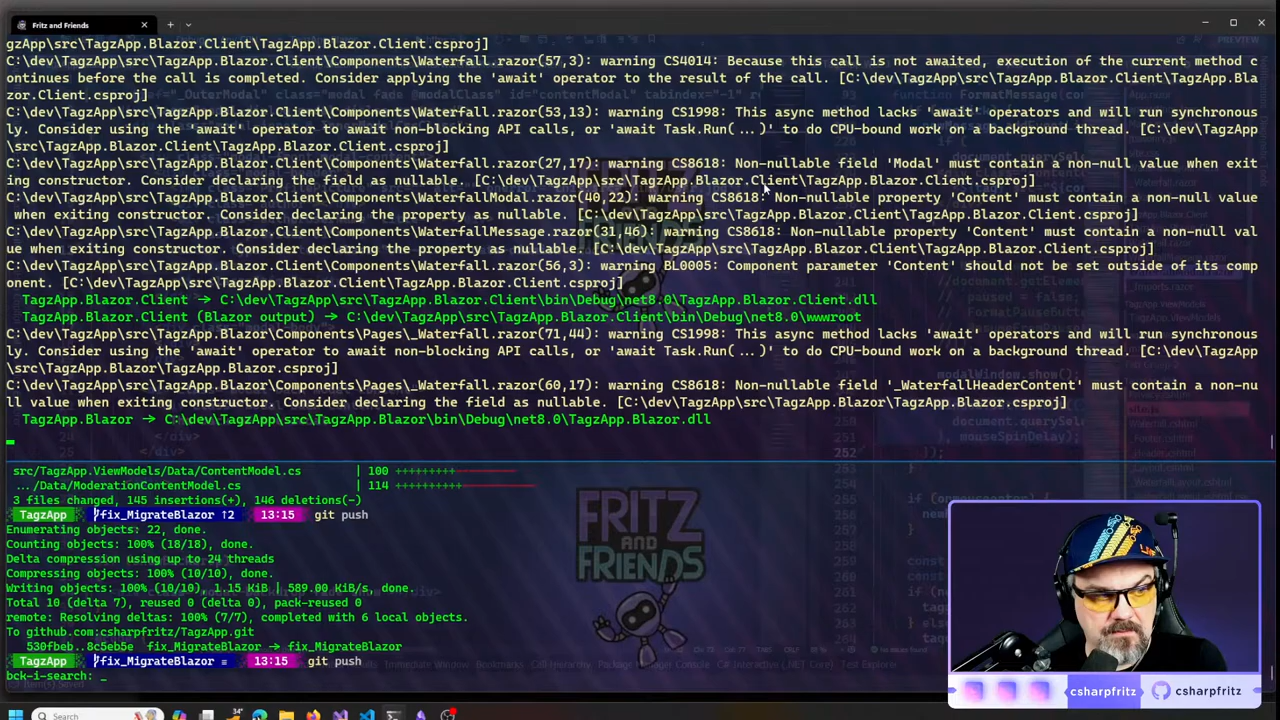 Fritz and Friends
gzApp\src\TagzApp.Blazor.Client\TagzApp.Blazor.Client.csproj]
C:\dev\TagzApp\src\TagzApp.Blazor.Client\Components\Waterfall.razor(57,3): warning CS4014: Because this call is not awaited, execution of the current method c
ontinues before the call is completed. Consider applying the 'await' operator to the result of the call. [C:\dev\TagzApp\src\TagzApp.Blazor.Client\TagzApp.Bla
zor.Client.csproj]
C:\dev\TagzApp\src\TagzApp.Blazor.Client\Components\Waterfall.razor(53,13): warning CS1998: This async method lacks 'await' operators and will run synchronous
ly. Consider using the 'await' operator to await non-blocking API calls, or 'await Task.Run(...)' to do CPU-bound work on a background thread. [C:\dev\TagzApp
\src\TagzApp.Blazor.Client\TagzApp.Blazor.Client.csproj]
C:\dev\TagzApp\src\TagzApp.Blazor.Client\Components\Waterfall.razor(27,17): warning CS8618: Non-nullable field 'Modal' must contain a non-null value when exit
ing constructor. Consider declaring the field as nullable. [C:\dev\TagzApp\src\TagzApp.Blazor.Client\TagzApp.Blazor.Client.csproj]
C:\dev\TagzApp\src\TagzApp.Blazor.Client\Components\WaterfallModal.razor(40,22): warning CS8618: Non-nullable property 'Content' must contain a non-null value
when exiting constructor. Consider declaring the property as nullable. [C:\dev\TagzApp\src\TagzApp.Blazor.Client\TagzApp.Blazor.Client.csproj]
C:\dev\TagzApp\src\TagzApp.Blazor.Client\Components\WaterfallMessage.razor(31,46): warning CS8618: Non-nullable property 'Content' must contain a non-null val
ue when exiting constructor. Consider declaring the property as nullable. [C:\dev\TagzApp\src\TagzApp.Blazor.Client\TagzApp.Blazor.Client.csproj]
C:\dev\TagzApp\src\TagzApp.Blazor.Client\Components\Waterfall.razor(56,3): warning BL0005: Component parameter 'Content' should not be set outside of its comp
onent. [C:\dev\TagzApp\src\TagzApp.Blazor.Client\TagzApp.Blazor.Client.csproj]
TagzApp.Blazor.Client → C:\dev\TagzApp\src\TagzApp.Blazor.Client\bin\Debug\net8.0\TagzApp.Blazor.Client.dll
TagzApp.Blazor.Client (Blazor output) → C:\dev\TagzApp\src\TagzApp.Blazor.Client\bin\Debug\net8.0\wwwroot
C:\dev\TagzApp\src\TagzApp.Blazor\Components\Pages\_Waterfall.razor(71,44): warning CS1998: This async method lacks 'await' operators and will run synchronous
ly. Consider using the 'await' operator to await non-blocking API calls, or 'await Task.Run(...)' to do CPU-bound work on a background thread. [C:\dev\TagzApp
\src\TagzApp.Blazor\TagzApp.Blazor.csproj]
C:\dev\TagzApp\src\TagzApp.Blazor\Components\Pages\_Waterfall.razor(60,17): warning CS8618: Non-nullable field '_WaterfallHeaderContent' must contain a non-nu
ll value when exiting constructor. Consider declaring the field as nullable. [C:\dev\TagzApp\src\TagzApp.Blazor\TagzApp.Blazor.csproj]
TagzApp.Blazor → C:\dev\TagzApp\src\TagzApp.Blazor\bin\Debug\net8.0\TagzApp.Blazor.dll
src/TagzApp.ViewModels/Data/ContentModel.cs | 100 ++++++++++----------
.../Data/ModerationContentModel.cs | 114
3 files changed, 145 insertions(+), 146 deletions(-)
TagzApp fix_MigrateBlazor ↑2 13:15 git push
Enumerating objects: 22, done.
Counting objects: 100% (18/18), done.
Delta compression using up to 24 threads
Compressing objects: 100% (10/10), done.
Writing objects: 100% (10/10), 1.15 KiB | 589.00 KiB/s, done.
Total 10 (delta 7), reused 0 (delta 0), pack-reused 0
remote: Resolving deltas: 100% (7/7), completed with 6 local objects.
To github.com:csharpfritz/TagzApp.git
530fbeb..8c5eb5e fix_MigrateBlazor → fix_MigrateBlazor
TagzApp fix_MigrateBlazor ≡ 13:15 git push
bck-i-search: _
FRITZ
AND
FRIENDS
csharpfritz
csharpfritz
Search
34°